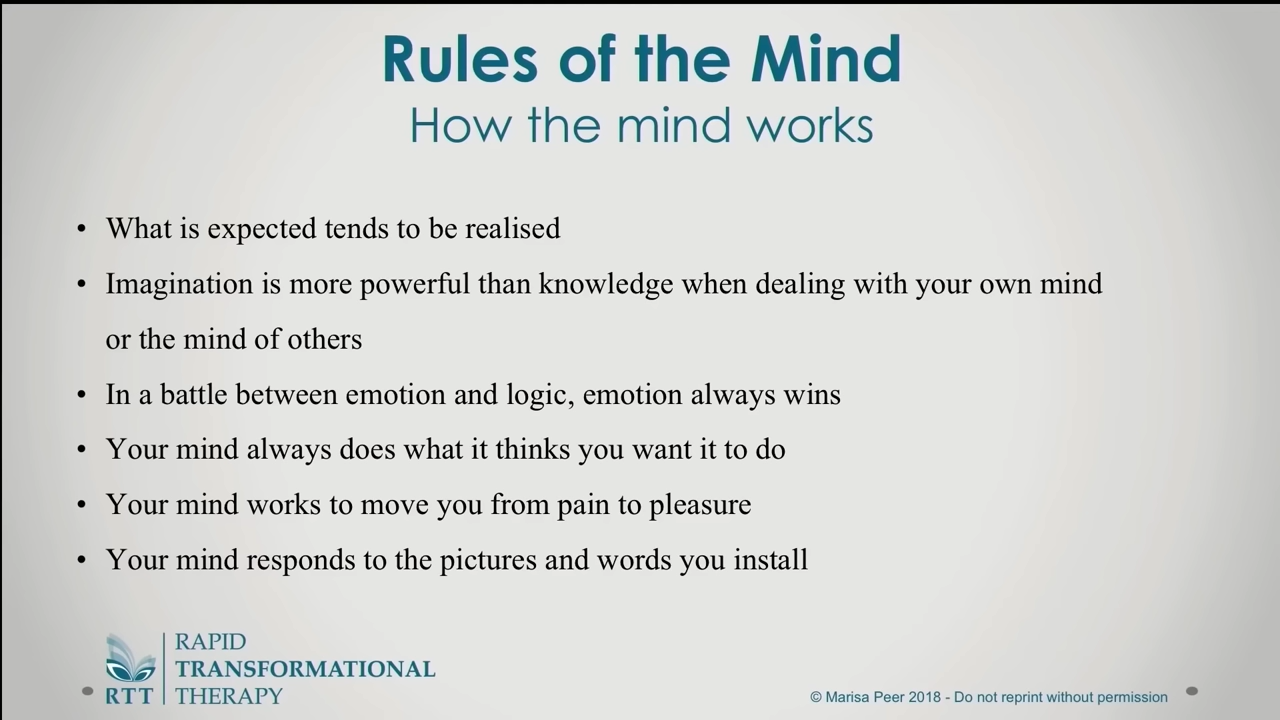 Rules of the Mind
How the mind works
• What is expected tends to be realised
• Imagination is more powerful than knowledge when dealing with your own mind
or the mind of others
• In a battle between emotion and logic, emotion always wins
• Your mind always does what it thinks you want it to do
• Your mind works to move you from pain to pleasure
• Your mind responds to the pictures and words you install
RAPID
TRANSFORMATIONAL
RTT THERAPY
© Marisa Peer 2018 - Do not reprint without permission